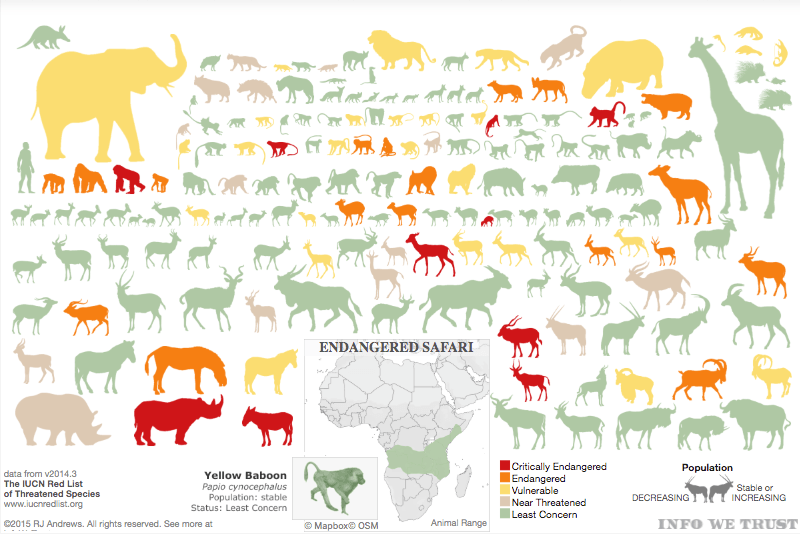 ENDANGERED SAFARI
data from v2014.3
The IUCN Red List
of Threatened Species
www.iucnredlist.org
©2015 RJ Andrews. All rights reserved. See more at
Yellow Baboon
Papio cynocephalus
Population: stable
Status: Least Concern
© Mapbox© OSM
Animal Range
Critically Endangered
Endangered
Vulnerable
Near Threatened
Least Concern
Population
DECREASING
Stable or
INCREASING
INFO WE TRUST